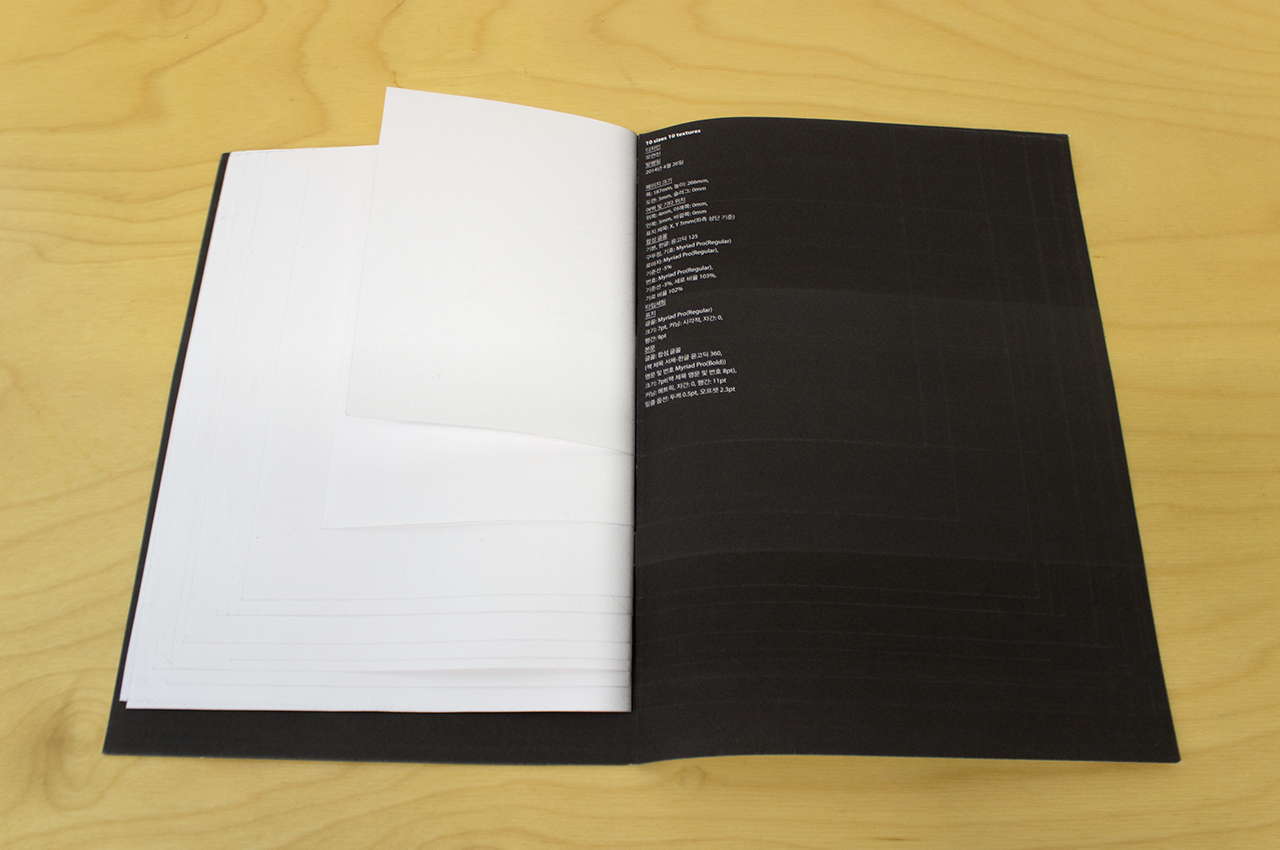 10 sizes 10 textures
디자인
오연진
발행일
2014년 4월 26일
페이지 크기
폭: 187mm, 높이: 266mm,
도련: 3mm, 슬러그: 0mm
여백 및 기타 위치
위쪽: 4mm, 아래쪽: 0mm,
안쪽: 3mm, 바깥쪽: 0mm
표지 제목: X, Y 5mm(좌측 상단 기준)
합성 글꼴
기본, 한글: 윤고딕 125
구두점, 기호: Myriad Pro(Regular)
로마자: Myriad Pro(Regular),
기준선 -5%
번호: Myriad Pro(Regular),
기준선 -3%, 세로 비율 103%,
가로 비율 102%
타입세팅
표지
글꼴: Myriad Pro(Regular)
크기: 7pt, 커닝: 시각적, 자간: 0,
행간: 9pt
본문
글꼴: 합성 글꼴
(책 제목 서체-한글 윤고딕 360,
영문 및 번호 Myriad Pro(Bold))
크기: 7pt(책 제목 영문 및 번호 8pt),
커닝: 메트릭, 자간: 0, 행간: 11pt
밑줄 옵션: 두께 0.5pt, 오프셋 2.3pt